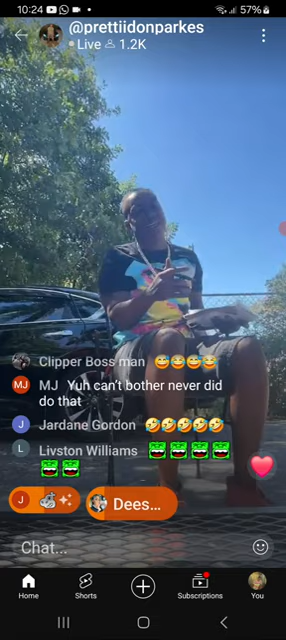 10:24
57%
@prettiidonparkes
Live 1.2K
Clipper Boss man
MJ MJ Yuh can't bother never did
do that
J Jardane Gordon
L Livston Williams
J Dees...
Chat...
Home Shorts Subscriptions You